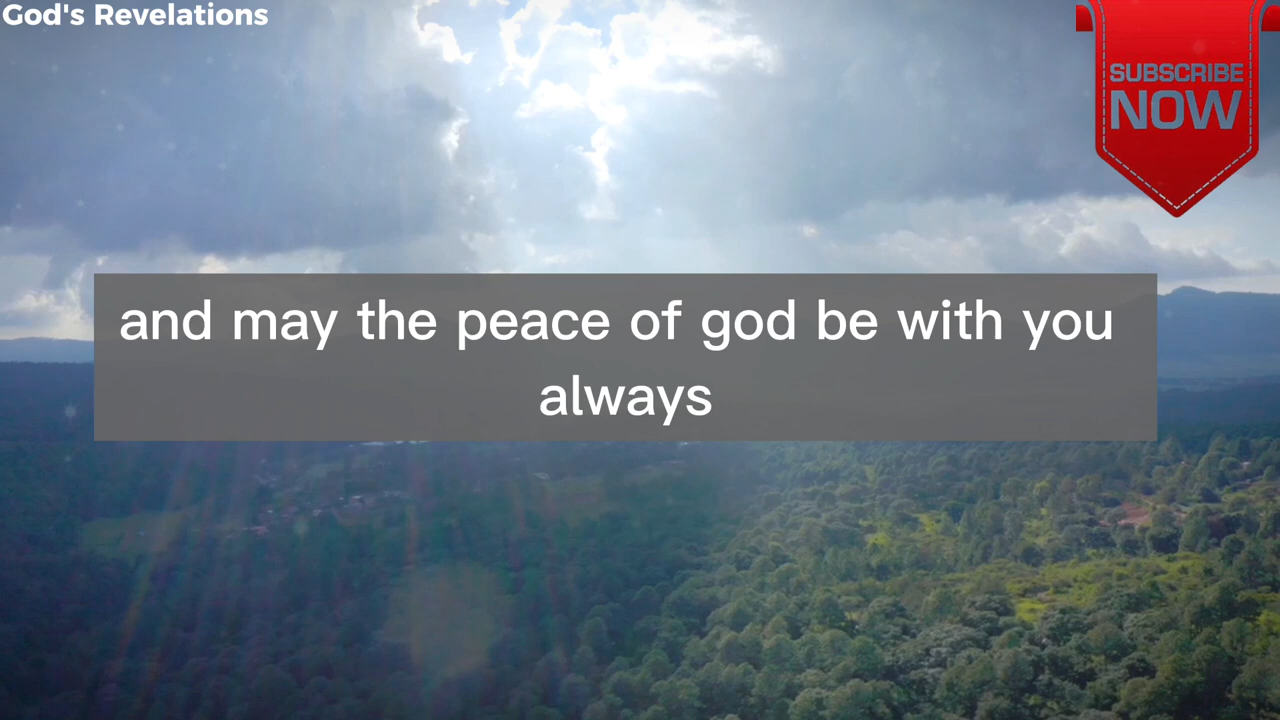 God's Revelations
SUBSCRIBE
NOW
and may the peace of god be with you
always